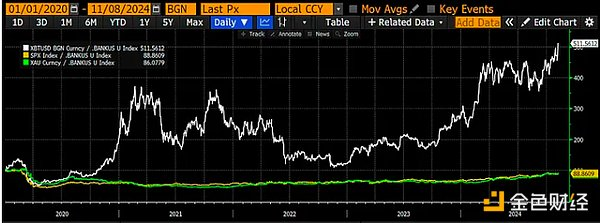 01/01/2020 - 11/08/2024 BGN Last Px Local CCY Mov Avgs Key Events
1D 3D 1M 6M YTD 1Y 5Y Max Daily ▼ Table + Related Data Add Data Edit Chart
+ Track Annotate News Zoom
XBTUSD BGN Curncy / .BANKUS U Index 511.5612
SPX Index / .BANKUS U Index 88.8609
XAU Curncy / .BANKUS U Index 86.0779
511.5612
400
300
200
88.8609
2020 2021 2022 2023 2024
金色财经